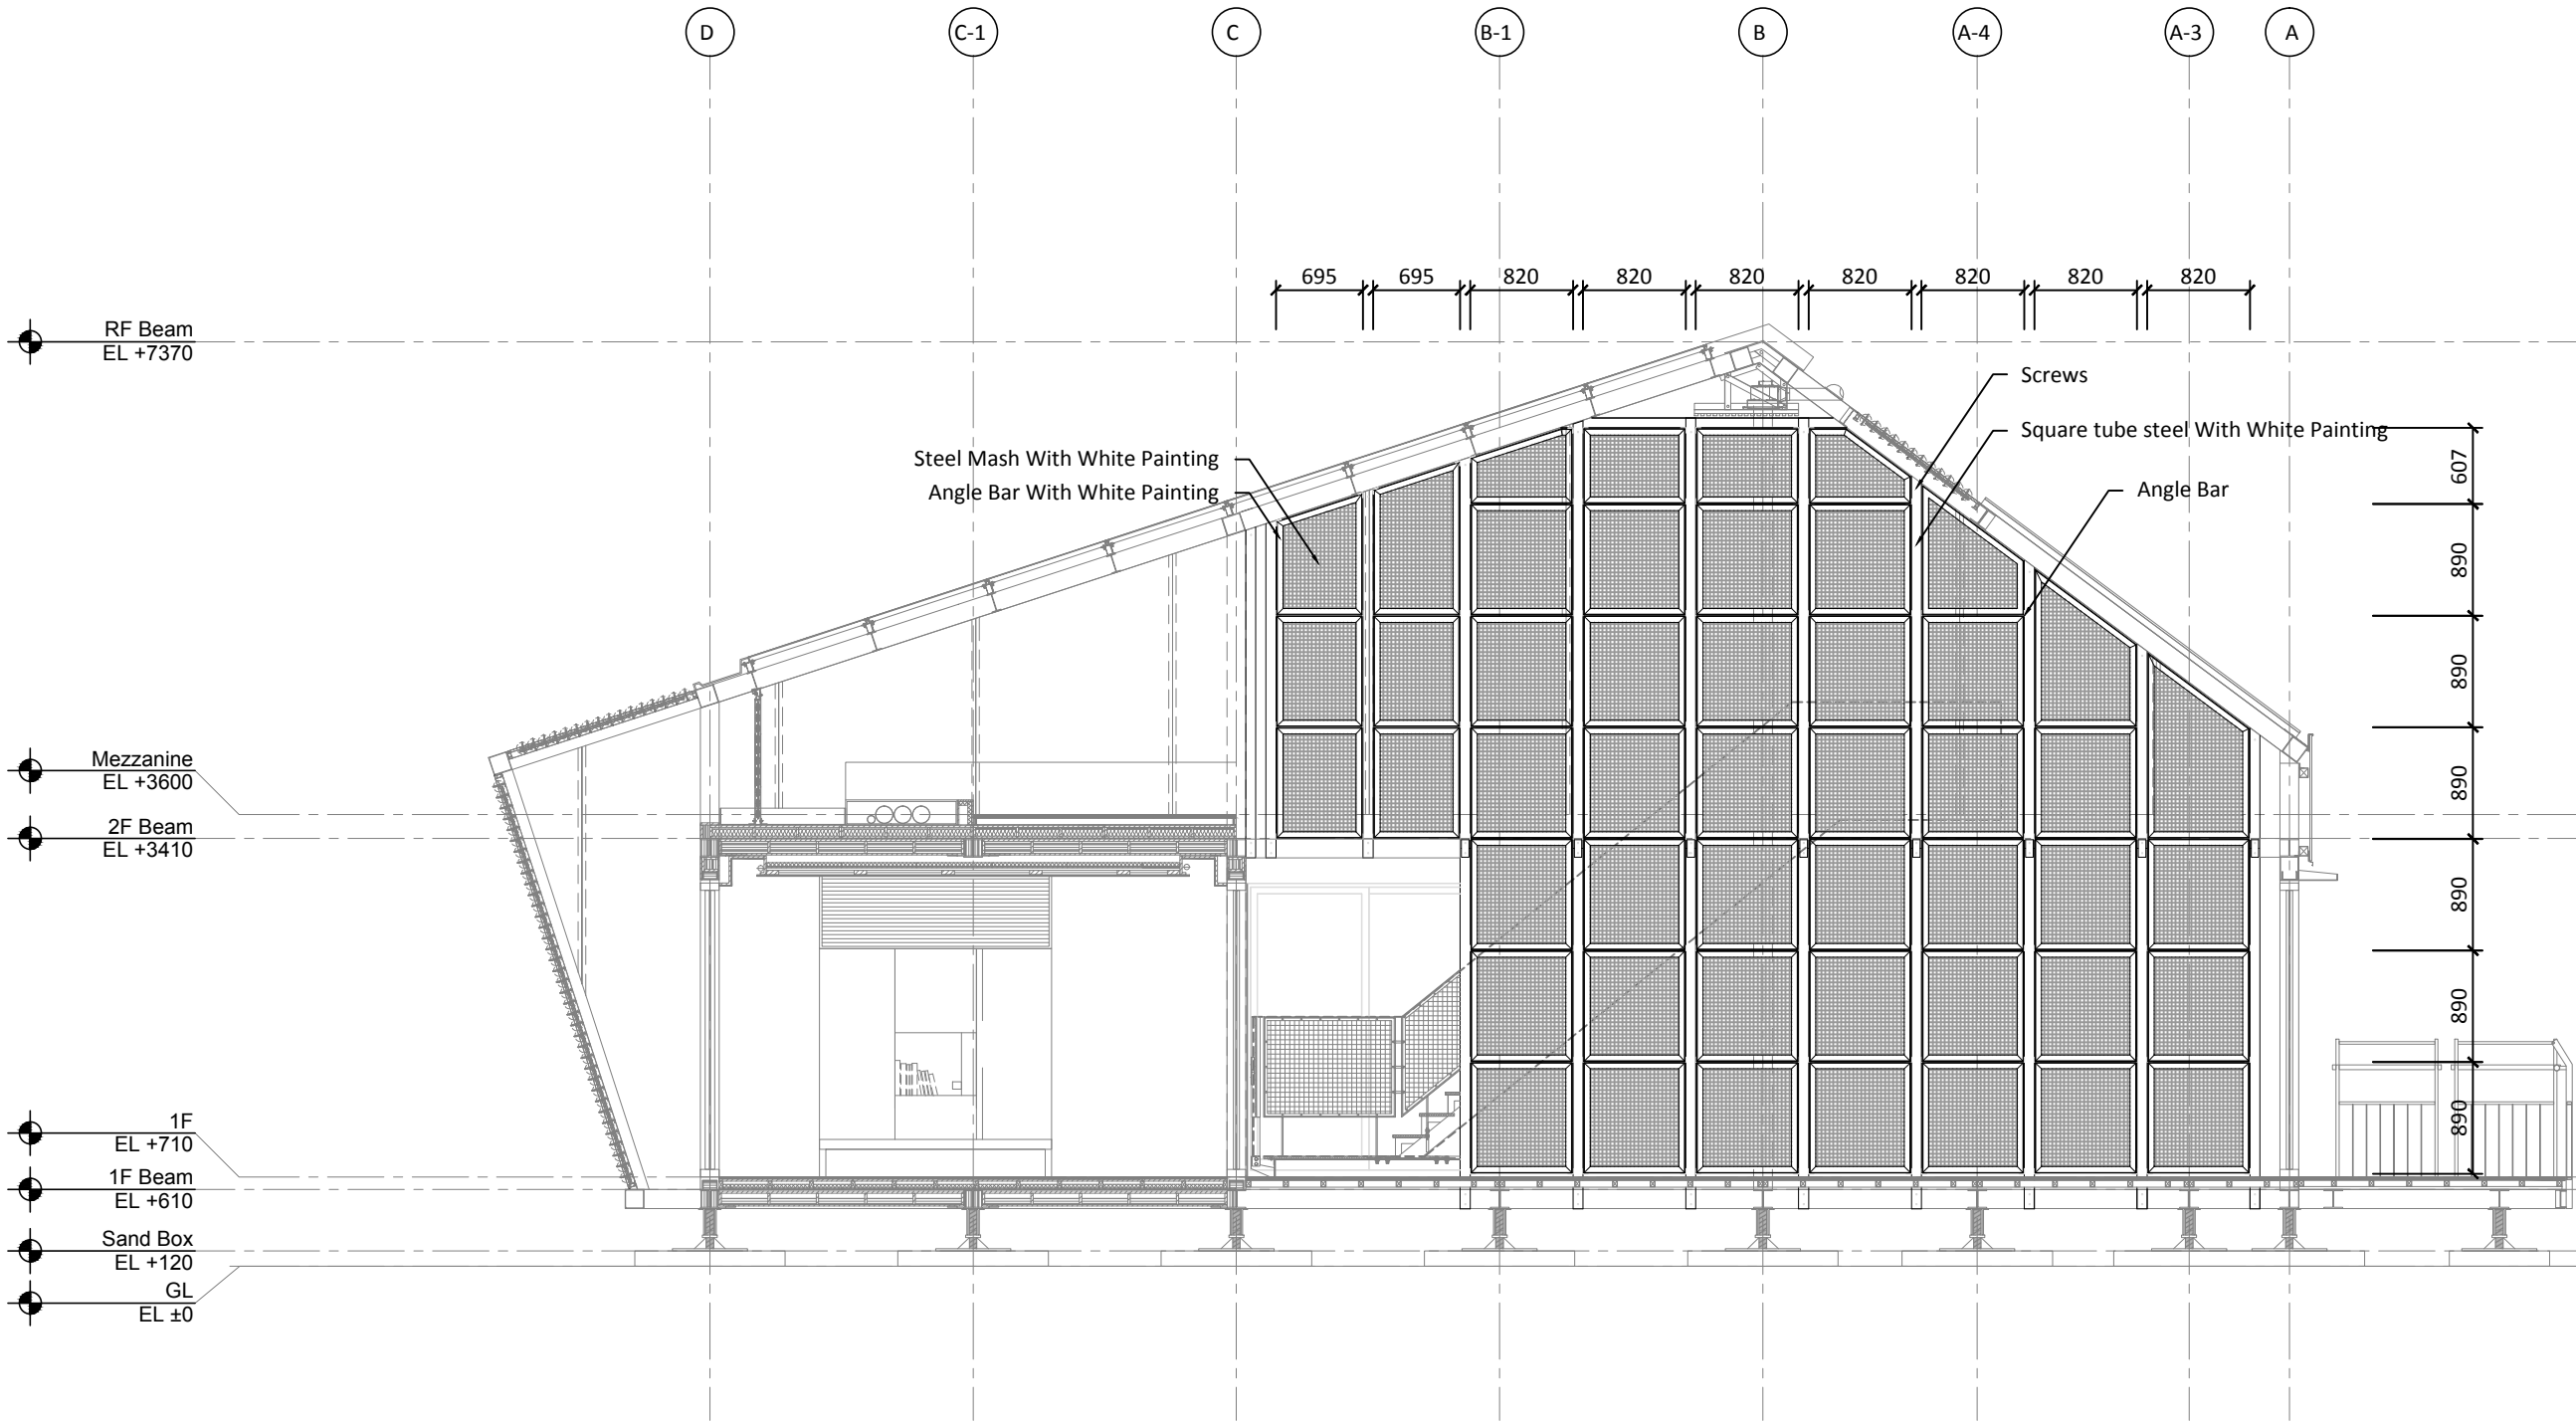 D C-1 C B-1 B A-4 A-3 A
695 695 820 820 820 820 820 820 820
RF Beam
EL +7370
Screws
Square tube steel With White Painting
Steel Mash With White Painting
Angle Bar With White Painting
Angle Bar
607
890
890
890
890
890
890
Mezzanine
EL +3600
2F Beam
EL +3410
1F
EL +710
1F Beam
EL +610
Sand Box
EL +120
GL
EL ±0